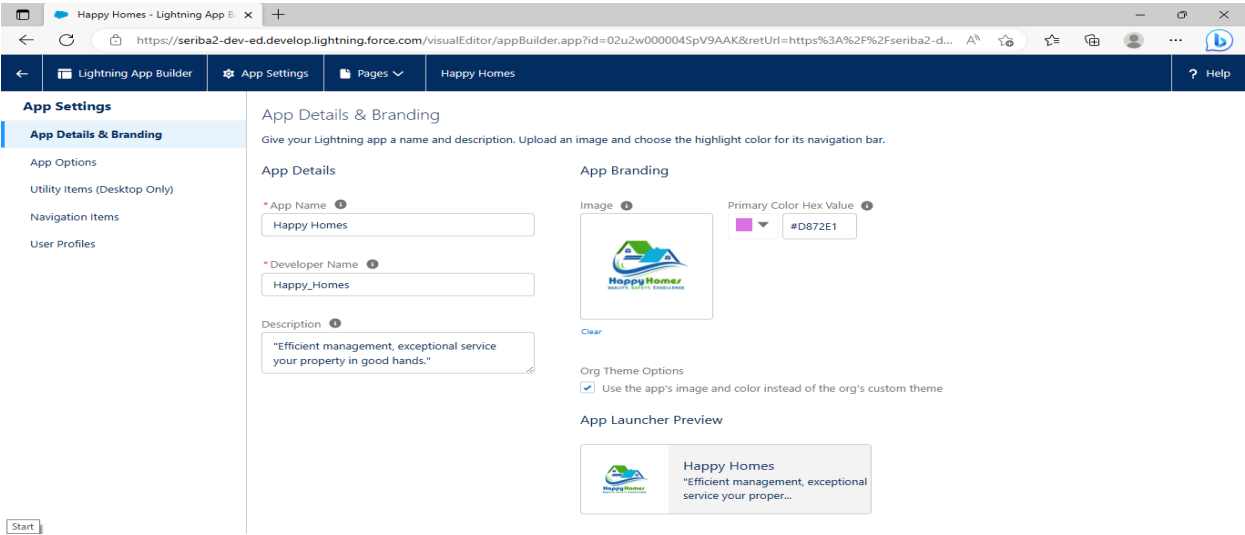 Happy Homes - Lightning App B
https://seriba2-dev-ed.develop.lightning.force.com/visualEditor/appBuilder.app?id=02u2w000004SpV9AAK&retUrl=https%3A%2F%2Fseriba2-d...
Lightning App Builder
App Settings
Pages
Happy Homes
? Help
App Settings
App Details & Branding
App Options
Utility Items (Desktop Only)
Navigation Items
User Profiles
App Details & Branding
Give your Lightning app a name and description. Upload an image and choose the highlight color for its navigation bar.
App Details
* App Name
Happy Homes
* Developer Name
Happy_Homes
Description
"Efficient management, exceptional service
your property in good hands."
App Branding
Image
Happy Homes
Quality, Safety, Excellence
Clear
Primary Color Hex Value
#D872E1
Org Theme Options
Use the app's image and color instead of the org's custom theme
App Launcher Preview
Happy Homes
Happy Homes
"Efficient management, exceptional
service your proper...
Start